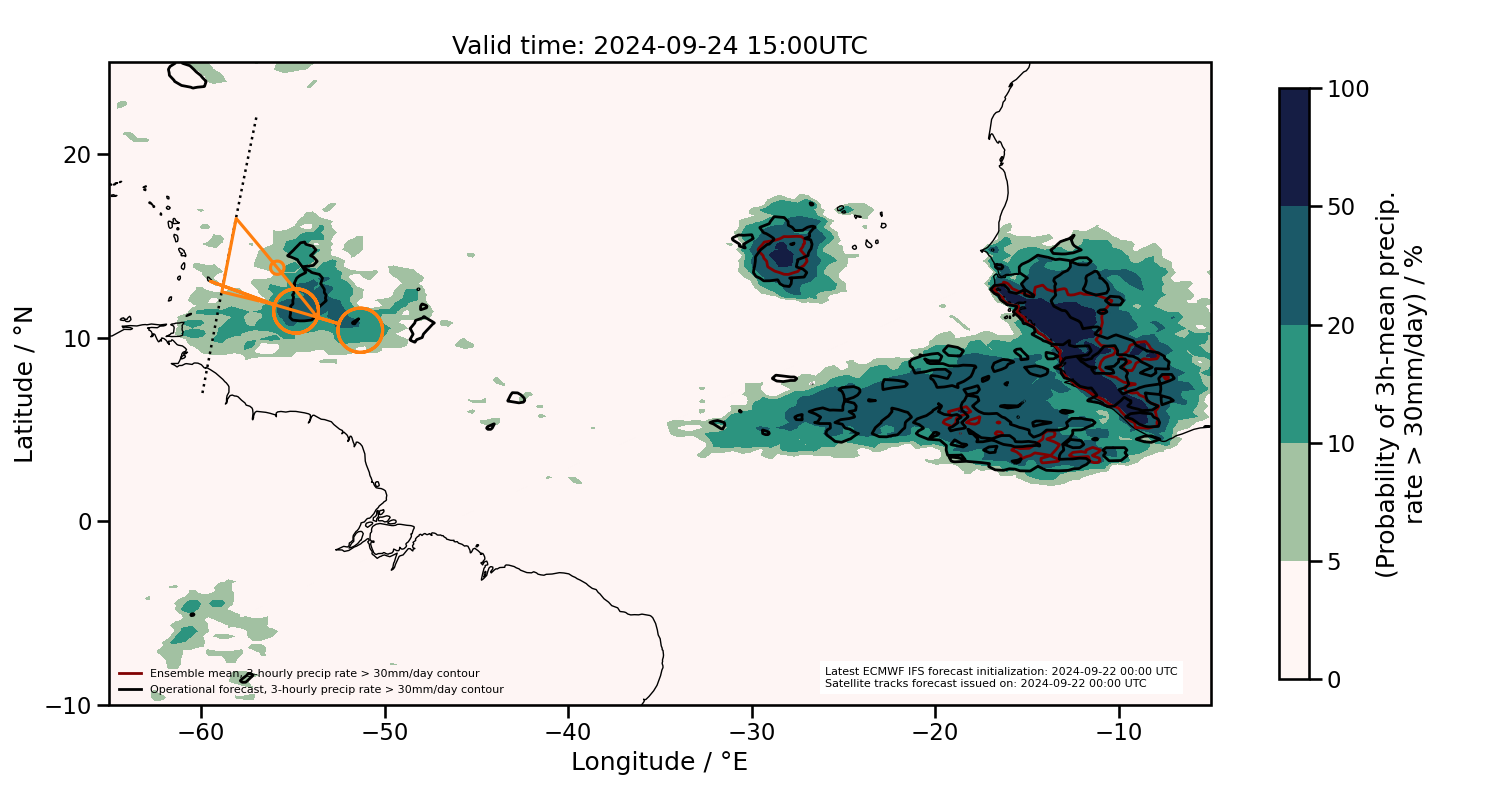 Valid time: 2024-09-24 15:00UTC
Latitude / °N
20
10
0
−10
−60
−50
−40
−30
−20
−10
Longitude / °E
Ensemble mean, 3-hourly precip rate > 30mm/day contour
Operational forecast, 3-hourly precip rate > 30mm/day contour
Latest ECMWF IFS forecast initialization: 2024-09-22 00:00 UTC
Satellite tracks forecast issued on: 2024-09-22 00:00 UTC
100
50
20
10
5
0
(Probability of 3h-mean precip.
rate > 30mm/day) / %